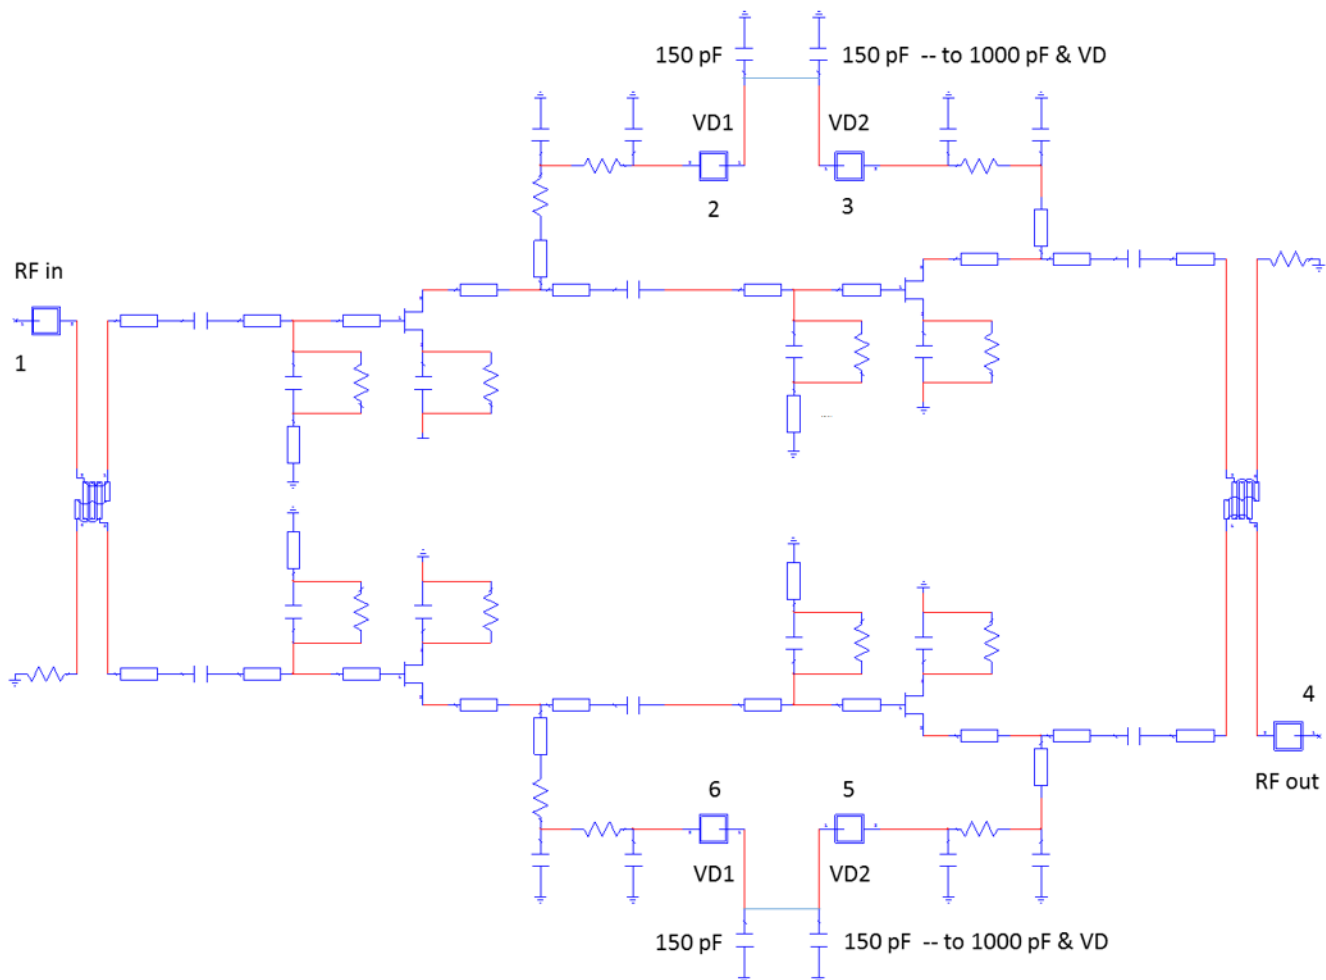 150 pF
150 pF -- to 1000 pF & VD
VD1
VD2
2
3
RF in
1
4
RF out
6
5
VD1
VD2
150 pF
150 pF -- to 1000 pF & VD